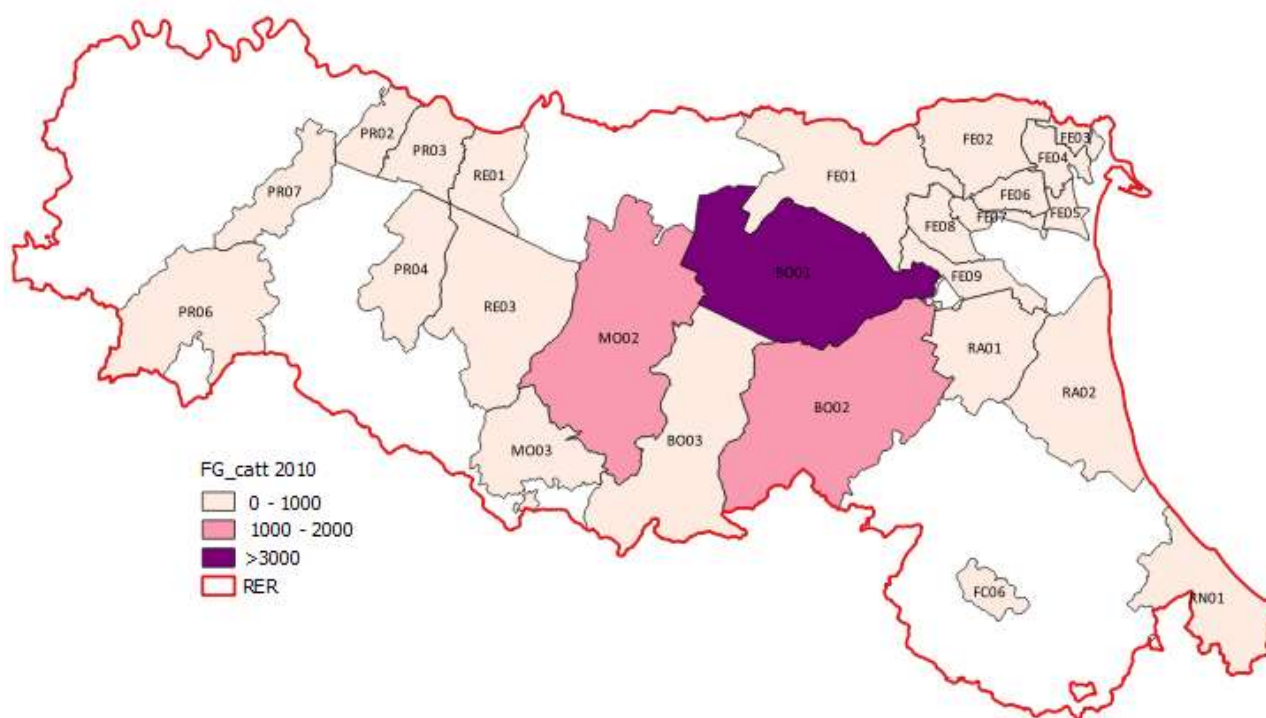 PR02
PR03
RE01
PR07
FE02
FE03
FE04
FE01
FE06
FE08
FE07
FE05
PR04
BO01
FE09
PR06
RE03
MO02
RA01
RA02
BO02
BO03
MO03
FG_catt 2010
0 - 1000
1000 - 2000
>3000
RER
FC06
RN01